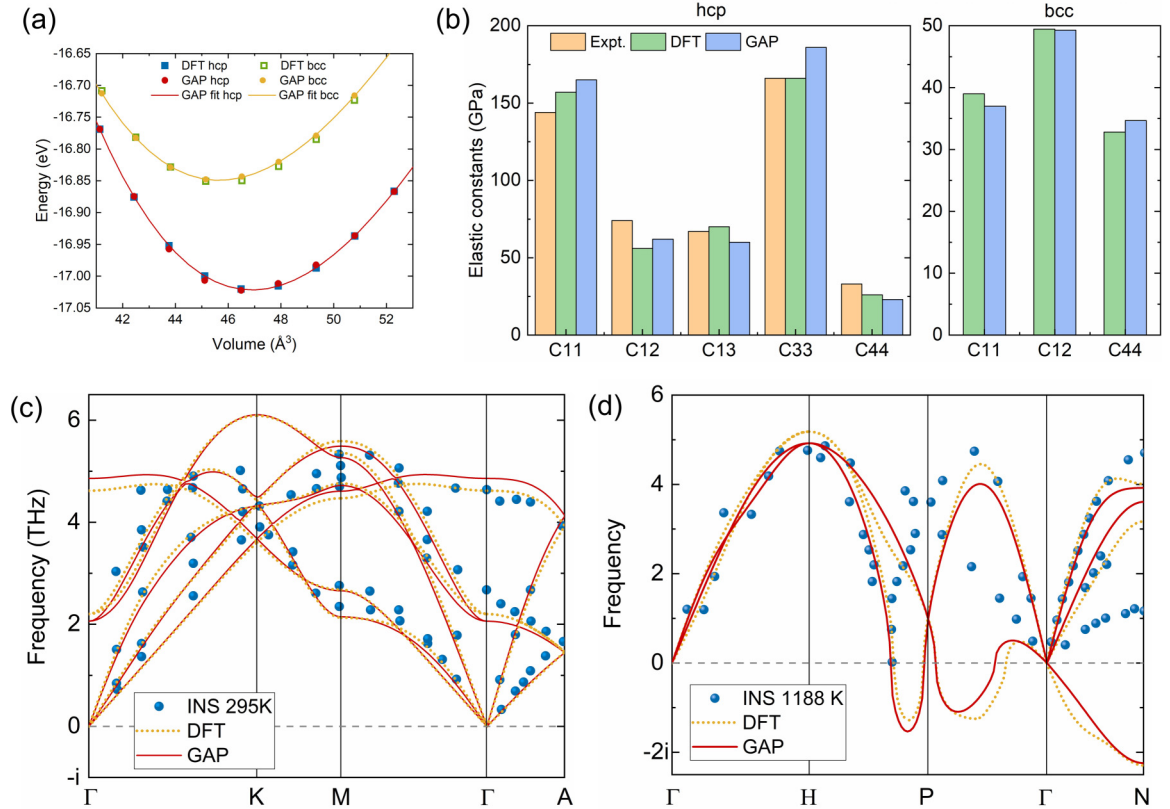 (a)
-16.65
-16.70
-16.75
-16.80
-16.85
-16.90
-16.95
-17.00
-17.05
Energy (eV)
DFT hcp
DFT bcc
GAP hcp
GAP bcc
GAP fit hcp
GAP fit bcc
42 44 46 48 50 52
Volume (Å³)
(b)
hcp
bcc
Expt. DFT GAP
200
150
100
50
0
Elastic constants (GPa)
C11 C12 C13 C33 C44
50
40
30
20
10
0
C11 C12 C44
(c)
6
4
2
0
-i
Frequency (THz)
INS 295K
DFT
GAP
Γ K M Γ A
(d)
6
4
2
0
-2i
Frequency
INS 1188 K
DFT
GAP
Γ H P Γ N